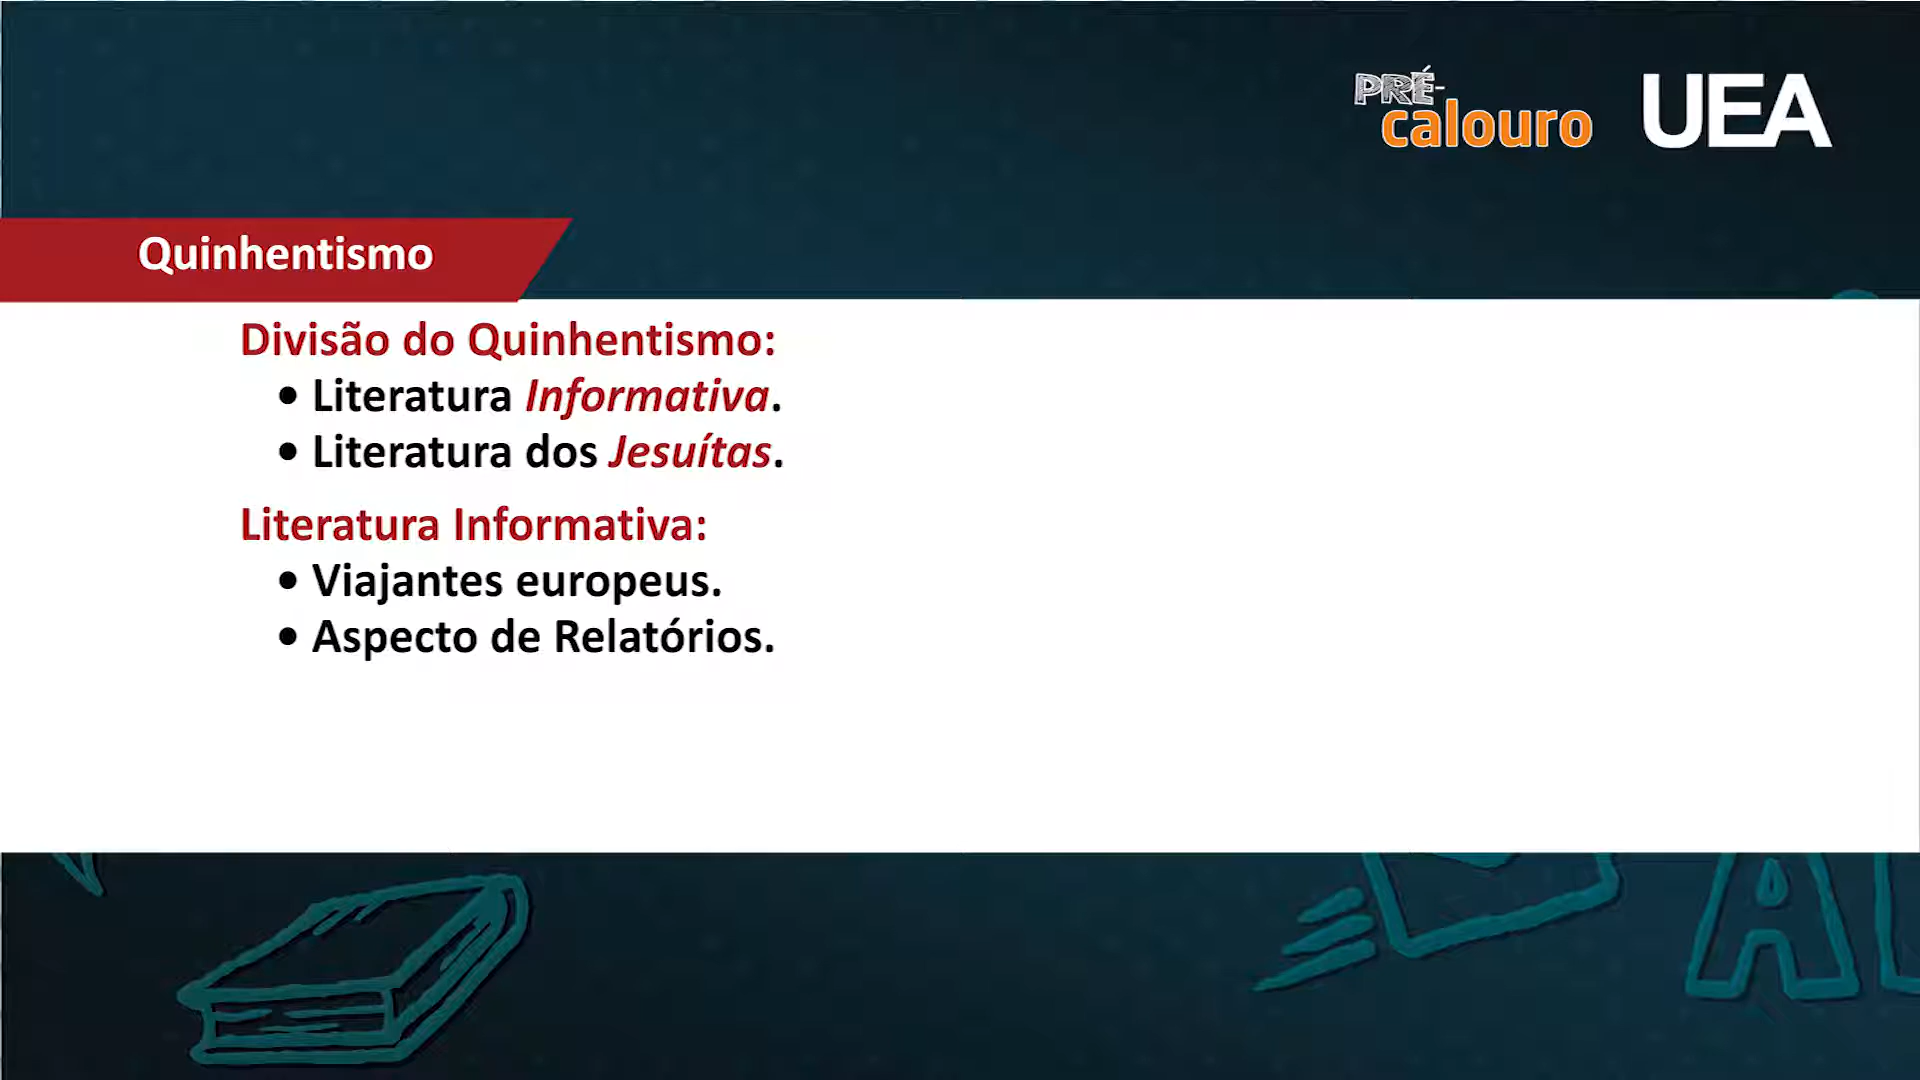 PRÉ-
calouro
UEA
Quinhentismo
Divisão do Quinhentismo:
• Literatura Informativa.
• Literatura dos Jesuítas.
Literatura Informativa:
• Viajantes europeus.
• Aspecto de Relatórios.